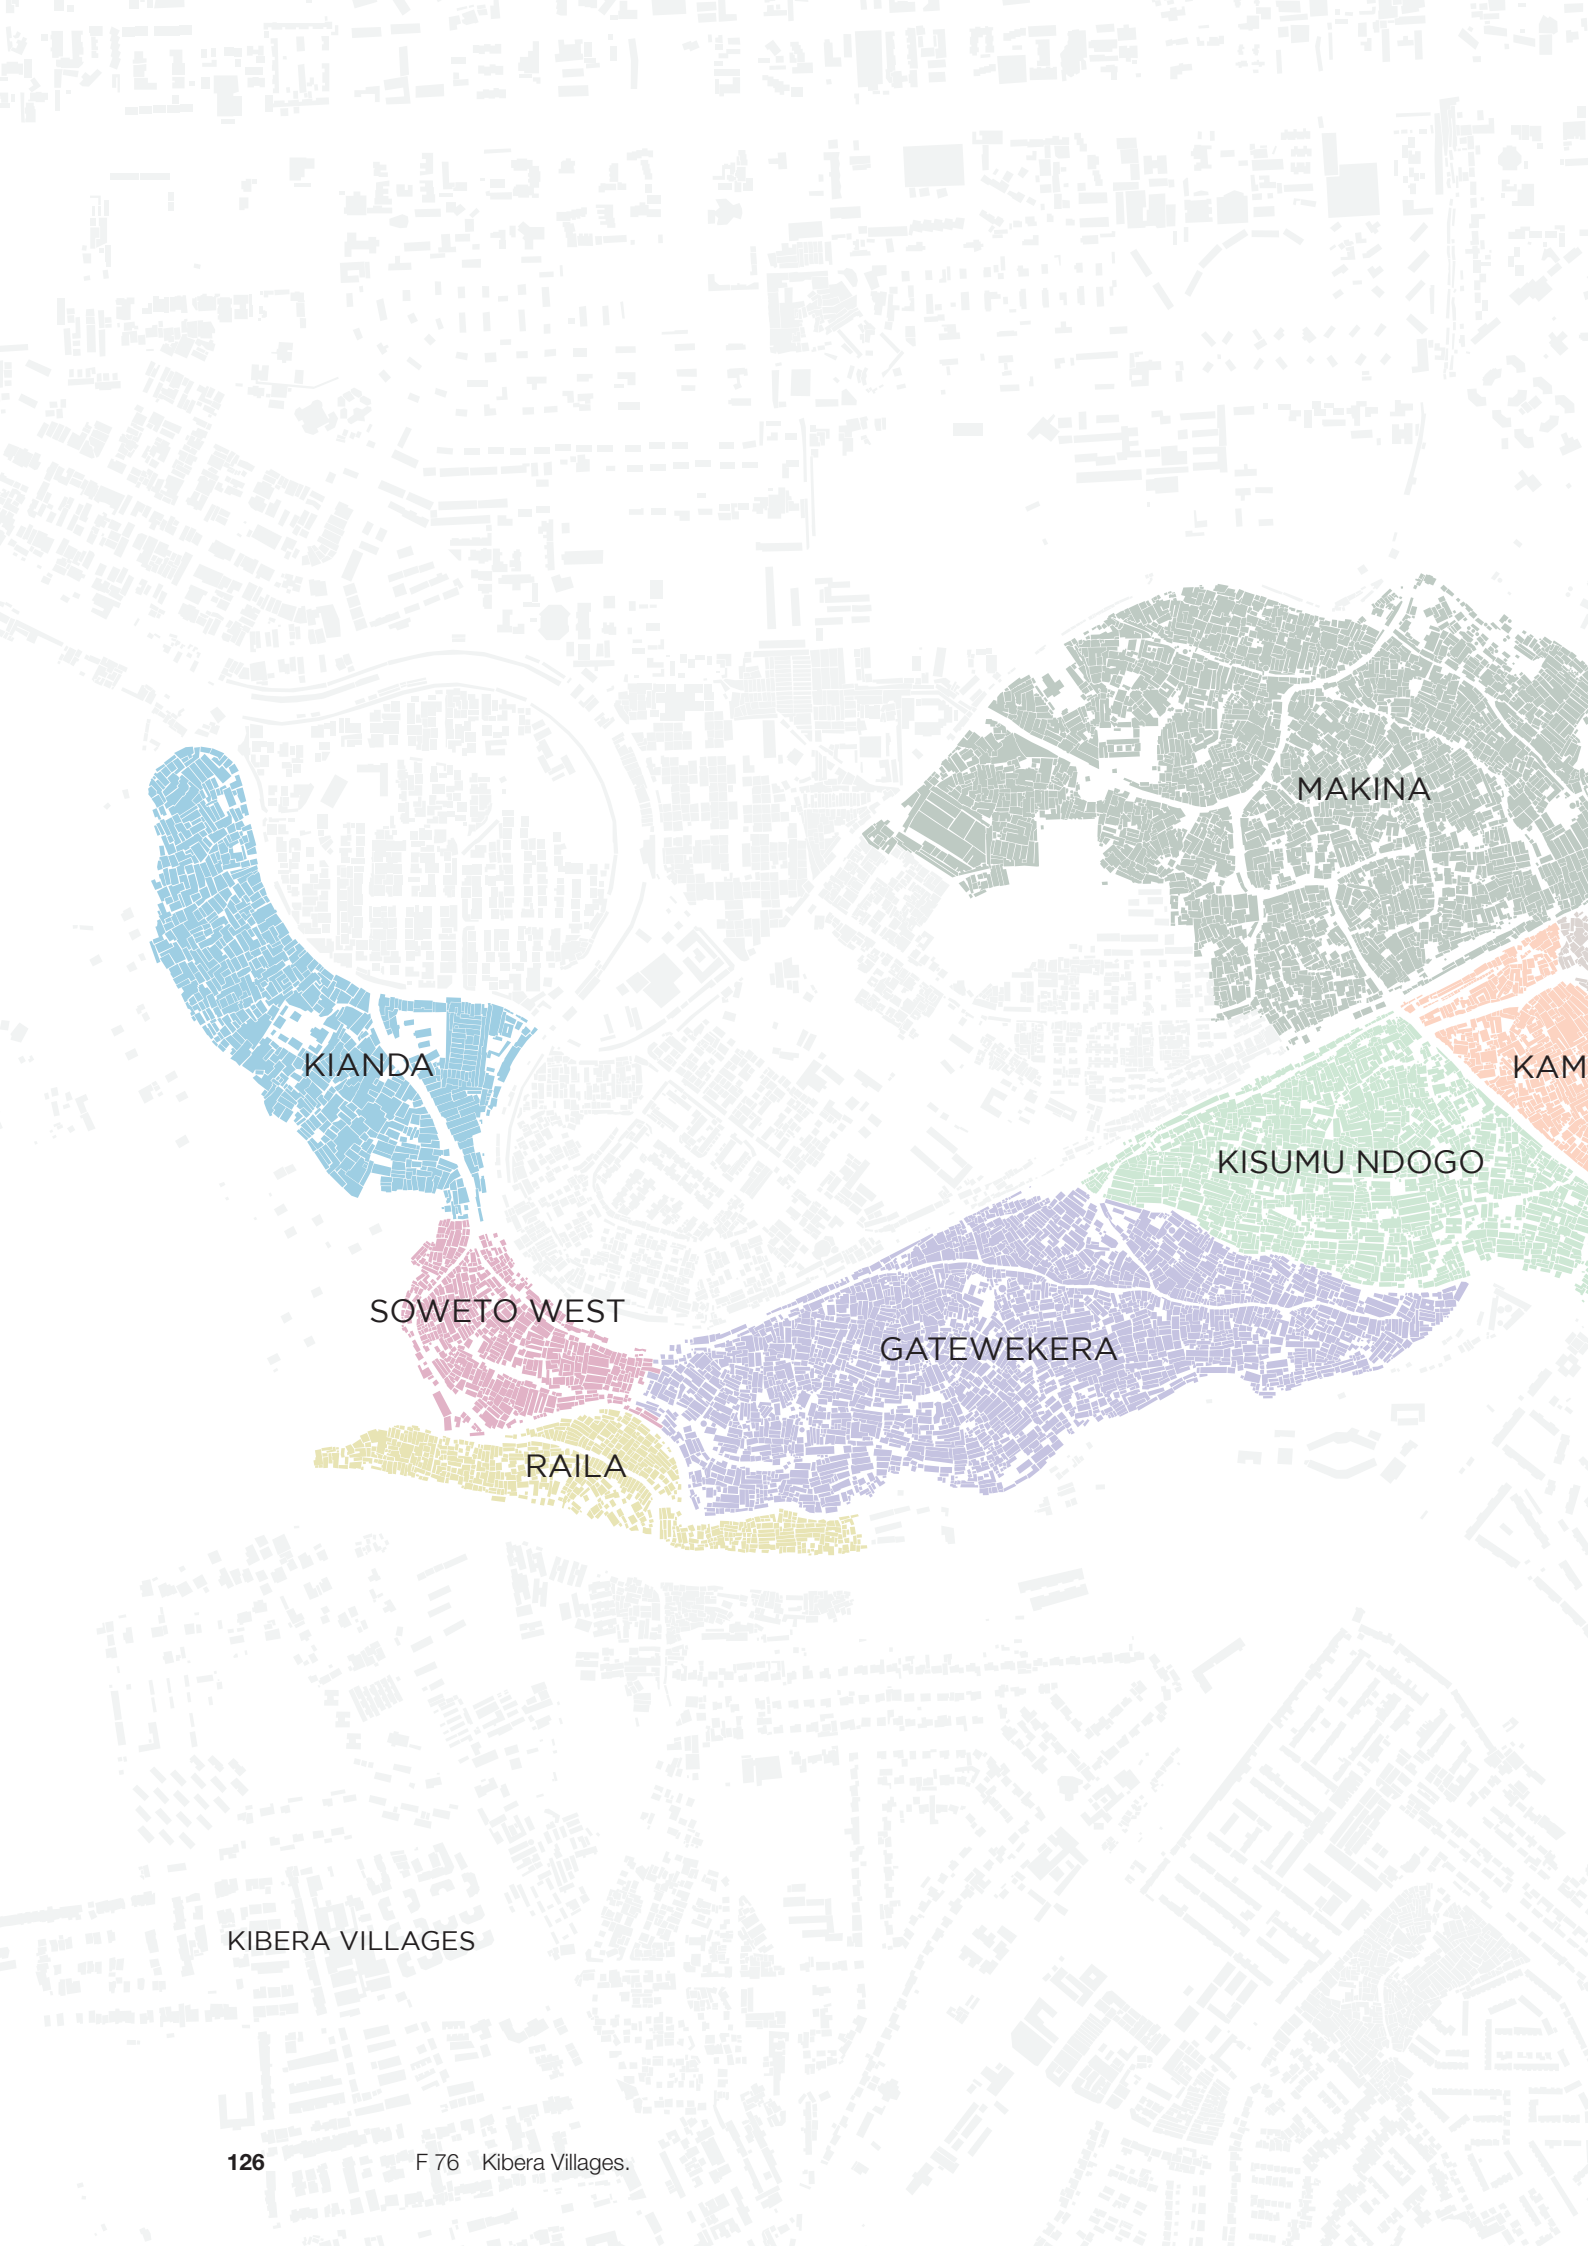 MAKINA
KIANDA
KAM
KISUMU NDOGO
SOWETO WEST
GATEWEKERA
RAILA
KIBERA VILLAGES
126 F 76 Kibera Villages.